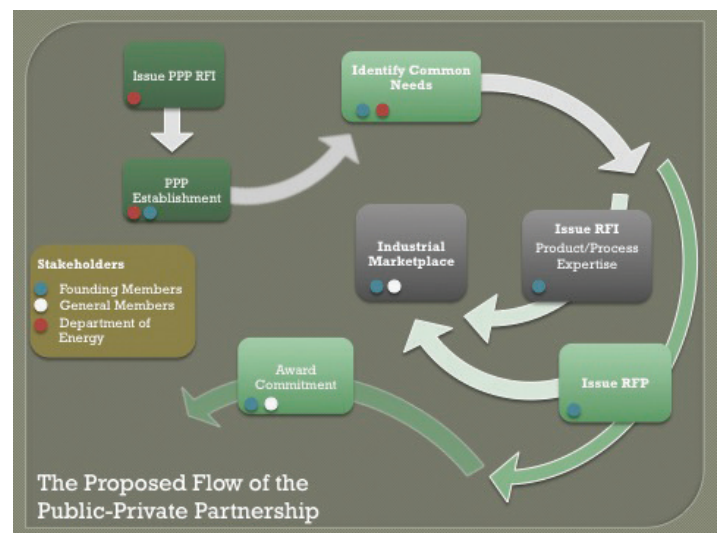 Issue PPP RFI
PPP
Establishment
Identify Common
Needs
Industrial
Marketplace
Issue RFI
Product/Process
Expertise
Stakeholders
Founding Members
General Members
Department of
Energy
Award
Commitment
Issue RFP
The Proposed Flow of the
Public-Private Partnership